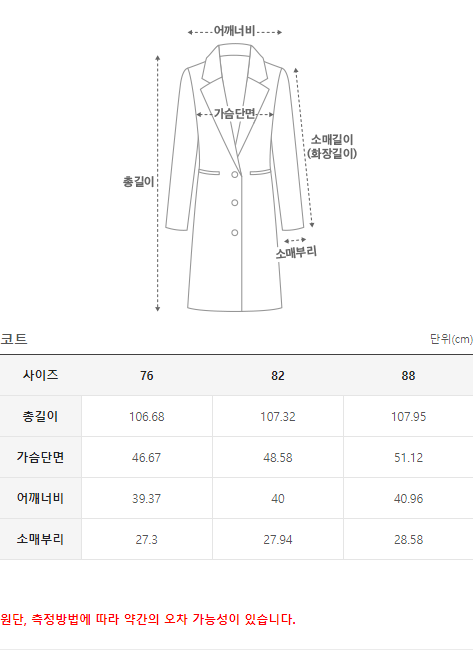 어깨너비
가슴단면
소매길이
(화장길이)
총길이
소매부리
코트 단위(cm)
사이즈 76 82 88
총길이 106.68 107.32 107.95
가슴단면 46.67 48.58 51.12
어깨너비 39.37 40 40.96
소매부리 27.3 27.94 28.58
원단, 측정방법에 따라 약간의 오차 가능성이 있습니다.